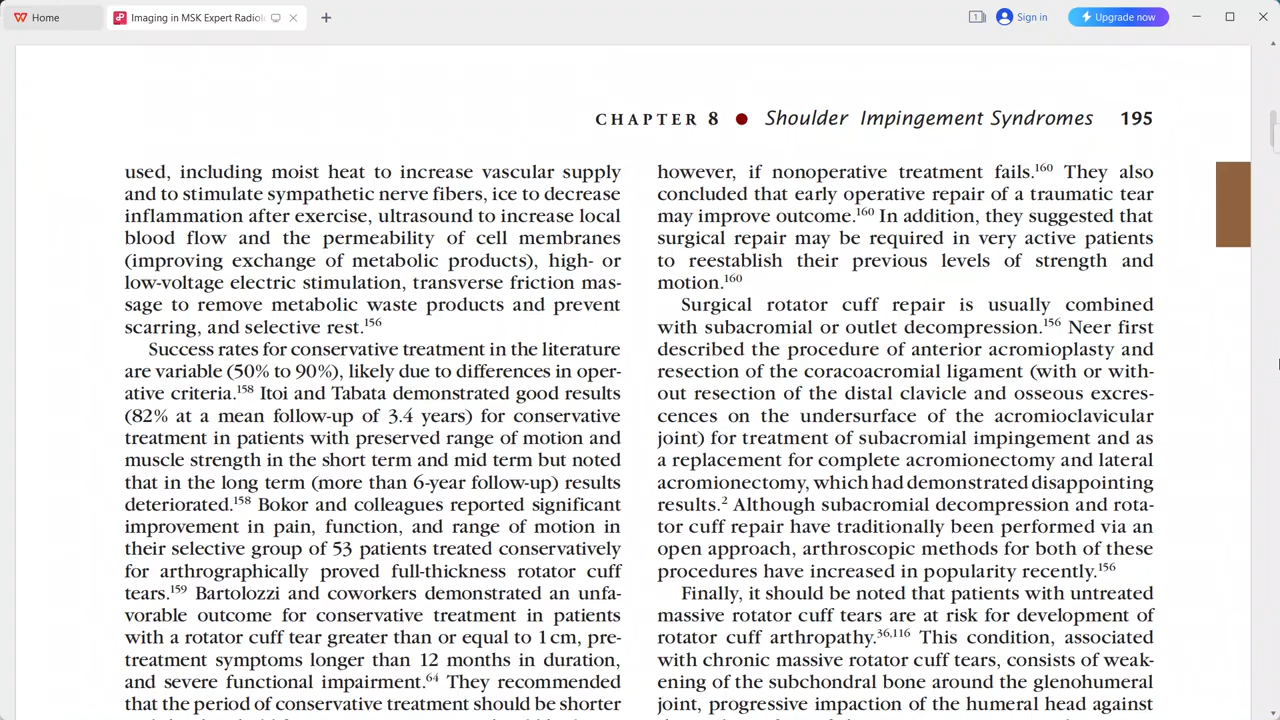 Home
Imaging in MSK Expert Radiol
1
Sign in
Upgrade now
CHAPTER 8 ● Shoulder Impingement Syndromes 195
used, including moist heat to increase vascular supply
and to stimulate sympathetic nerve fibers, ice to decrease
inflammation after exercise, ultrasound to increase local
blood flow and the permeability of cell membranes
(improving exchange of metabolic products), high- or
low-voltage electric stimulation, transverse friction mas-
sage to remove metabolic waste products and prevent
scarring, and selective rest.156
Success rates for conservative treatment in the literature
are variable (50% to 90%), likely due to differences in oper-
ative criteria.158 Itoi and Tabata demonstrated good results
(82% at a mean follow-up of 3.4 years) for conservative
treatment in patients with preserved range of motion and
muscle strength in the short term and mid term but noted
that in the long term (more than 6-year follow-up) results
deteriorated.158 Bokor and colleagues reported significant
improvement in pain, function, and range of motion in
their selective group of 53 patients treated conservatively
for arthrographically proved full-thickness rotator cuff
tears.159 Bartolozzi and coworkers demonstrated an unfa-
vorable outcome for conservative treatment in patients
with a rotator cuff tear greater than or equal to 1 cm, pre-
treatment symptoms longer than 12 months in duration,
and severe functional impairment.64 They recommended
that the period of conservative treatment should be shorter
however, if nonoperative treatment fails.160 They also
concluded that early operative repair of a traumatic tear
may improve outcome.160 In addition, they suggested that
surgical repair may be required in very active patients
to reestablish their previous levels of strength and
motion.160
Surgical rotator cuff repair is usually combined
with subacromial or outlet decompression.156 Neer first
described the procedure of anterior acromioplasty and
resection of the coracoacromial ligament (with or with-
out resection of the distal clavicle and osseous excres-
cences on the undersurface of the acromioclavicular
joint) for treatment of subacromial impingement and as
a replacement for complete acromionectomy and lateral
acromionectomy, which had demonstrated disappointing
results.2 Although subacromial decompression and rota-
tor cuff repair have traditionally been performed via an
open approach, arthroscopic methods for both of these
procedures have increased in popularity recently.156
Finally, it should be noted that patients with untreated
massive rotator cuff tears are at risk for development of
rotator cuff arthropathy.36,116 This condition, associated
with chronic massive rotator cuff tears, consists of weak-
ening of the subchondral bone around the glenohumeral
joint, progressive impaction of the humeral head against